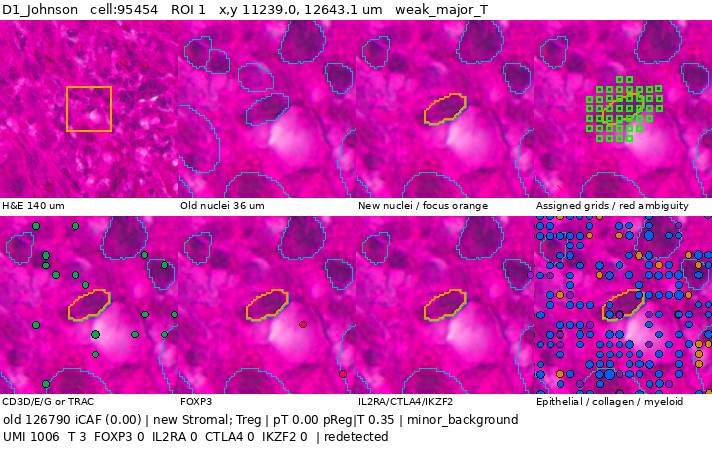 D1_Johnson cell:95454 ROI 1 x,y 11239.0, 12643.1 um weak_major_T
H&E 140 um
Old nuclei 36 um
New nuclei / focus orange
Assigned grids / red ambiguity
CD3D/E/G or TRAC
FOXP3
IL2RA/CTLA4/IKZF2
Epithelial / collagen / myeloid
old 126790 iCAF (0.00) | new Stromal; Treg | pT 0.00 pReg|T 0.35 | minor_background
UMI 1006 T 3 FOXP3 0 IL2RA 0 CTLA4 0 IKZF2 0 | redetected